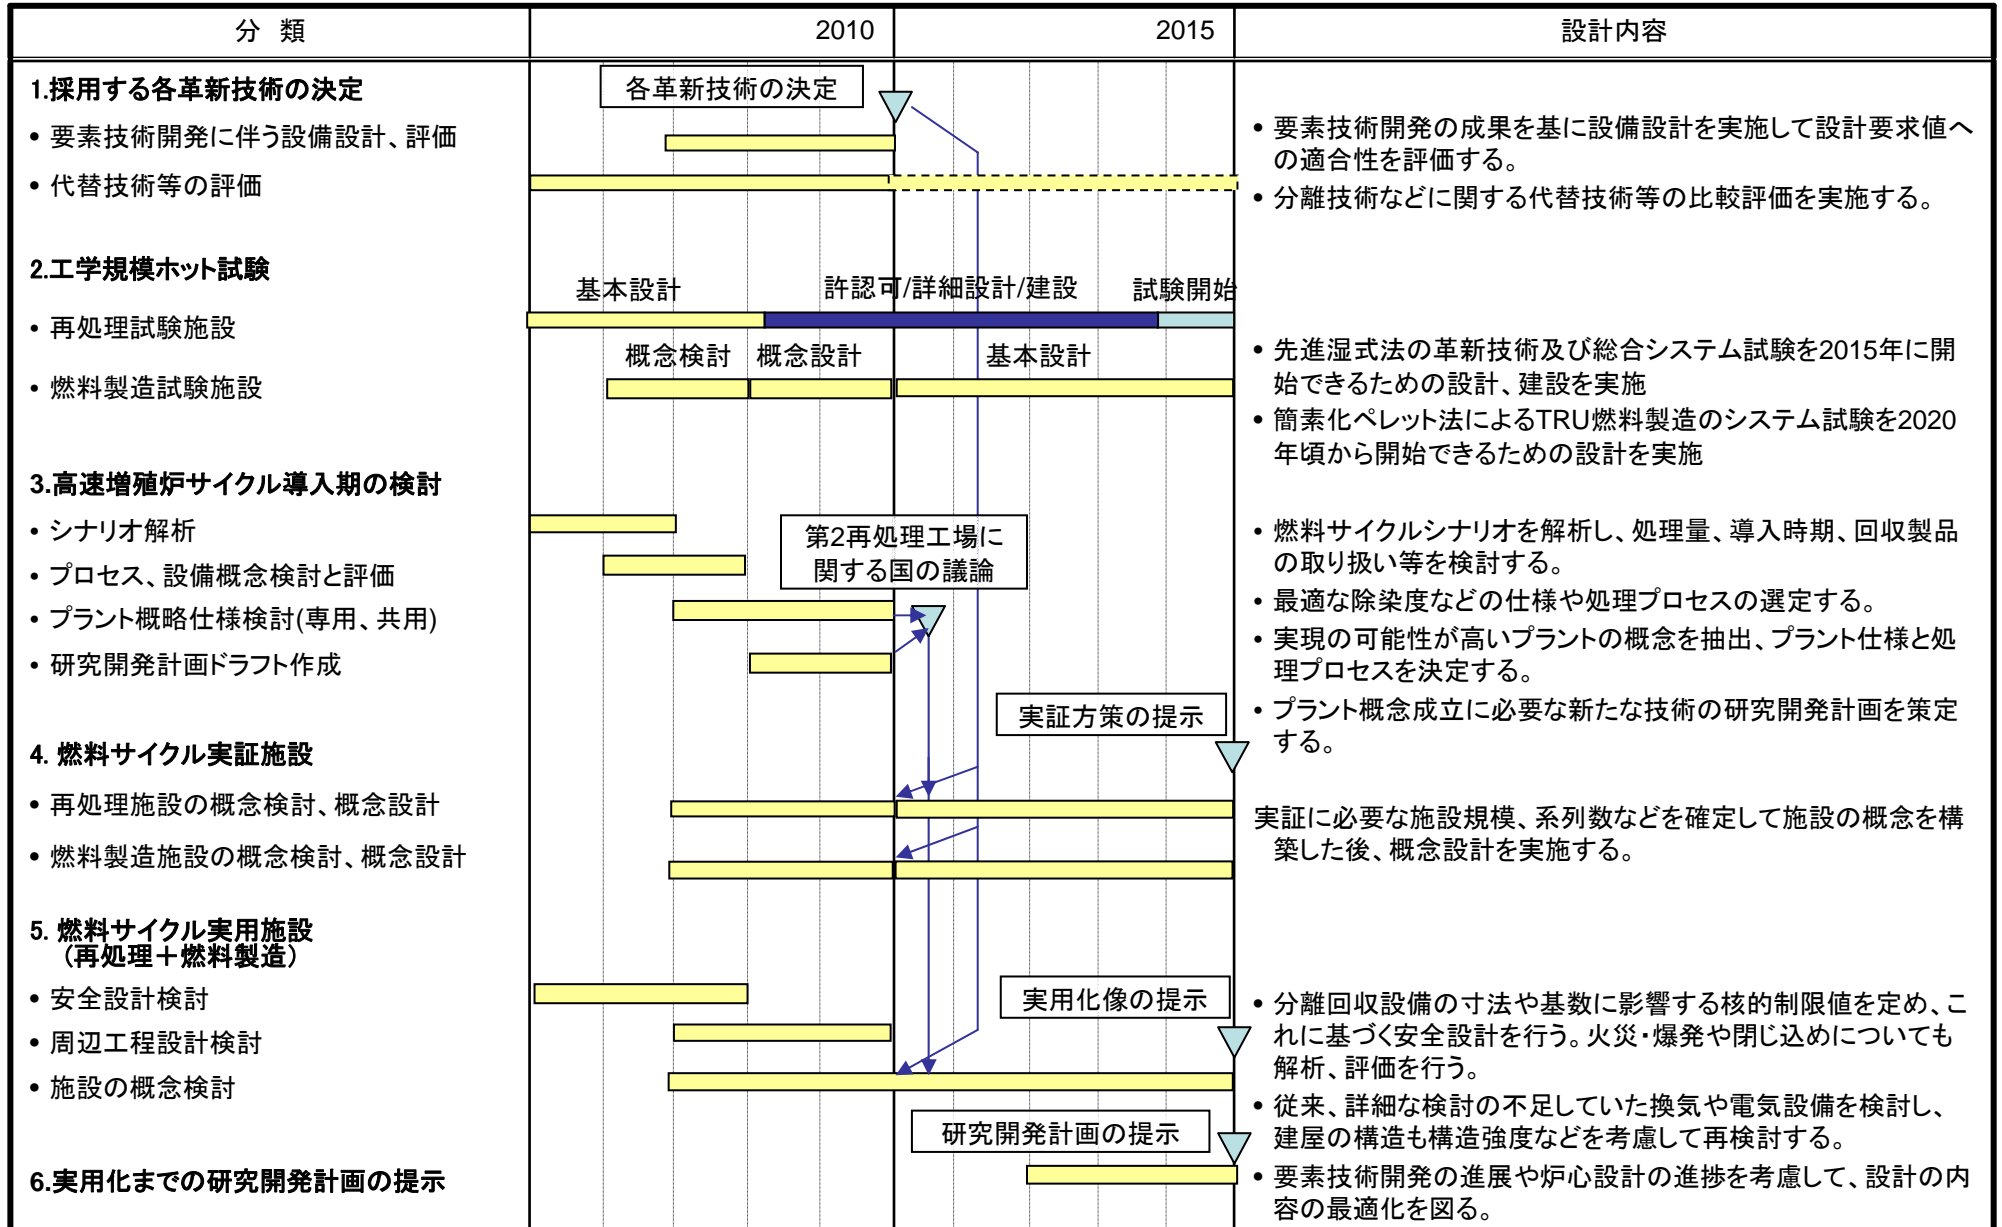 分 類
2010
2015
設計内容
1.採用する各革新技術の決定
• 要素技術開発に伴う設備設計、評価
• 代替技術等の評価
各革新技術の決定
• 要素技術開発の成果を基に設備設計を実施して設計要求値へ
の適合性を評価する。
• 分離技術などに関する代替技術等の比較評価を実施する。
2.工学規模ホット試験
• 再処理試験施設
• 燃料製造試験施設
基本設計
許認可/詳細設計/建設
試験開始
概念検討
概念設計
基本設計
• 先進湿式法の革新技術及び総合システム試験を2015年に開
始できるための設計、建設を実施
• 簡素化ペレット法によるTRU燃料製造のシステム試験を2020
年頃から開始できるための設計を実施
3.高速増殖炉サイクル導入期の検討
• シナリオ解析
• プロセス、設備概念検討と評価
• プラント概略仕様検討(専用、共用)
• 研究開発計画ドラフト作成
第2再処理工場に
関する国の議論
• 燃料サイクルシナリオを解析し、処理量、導入時期、回収製品
の取り扱い等を検討する。
• 最適な除染度などの仕様や処理プロセスの選定する。
• 実現の可能性が高いプラントの概念を抽出、プラント仕様と処
理プロセスを決定する。
• プラント概念成立に必要な新たな技術の研究開発計画を策定
する。
実証方策の提示
4. 燃料サイクル実証施設
• 再処理施設の概念検討、概念設計
• 燃料製造施設の概念検討、概念設計
実証に必要な施設規模、系列数などを確定して施設の概念を構
築した後、概念設計を実施する。
5. 燃料サイクル実用施設
(再処理＋燃料製造)
• 安全設計検討
• 周辺工程設計検討
• 施設の概念検討
実用化像の提示
• 分離回収設備の寸法や基数に影響する核的制限値を定め、こ
れに基づく安全設計を行う。火災・爆発や閉じ込めについても
解析、評価を行う。
• 従来、詳細な検討の不足していた換気や電気設備を検討し、
建屋の構造も構造強度などを考慮して再検討する。
研究開発計画の提示
6.実用化までの研究開発計画の提示
• 要素技術開発の進展や炉心設計の進捗を考慮して、設計の内
容の最適化を図る。